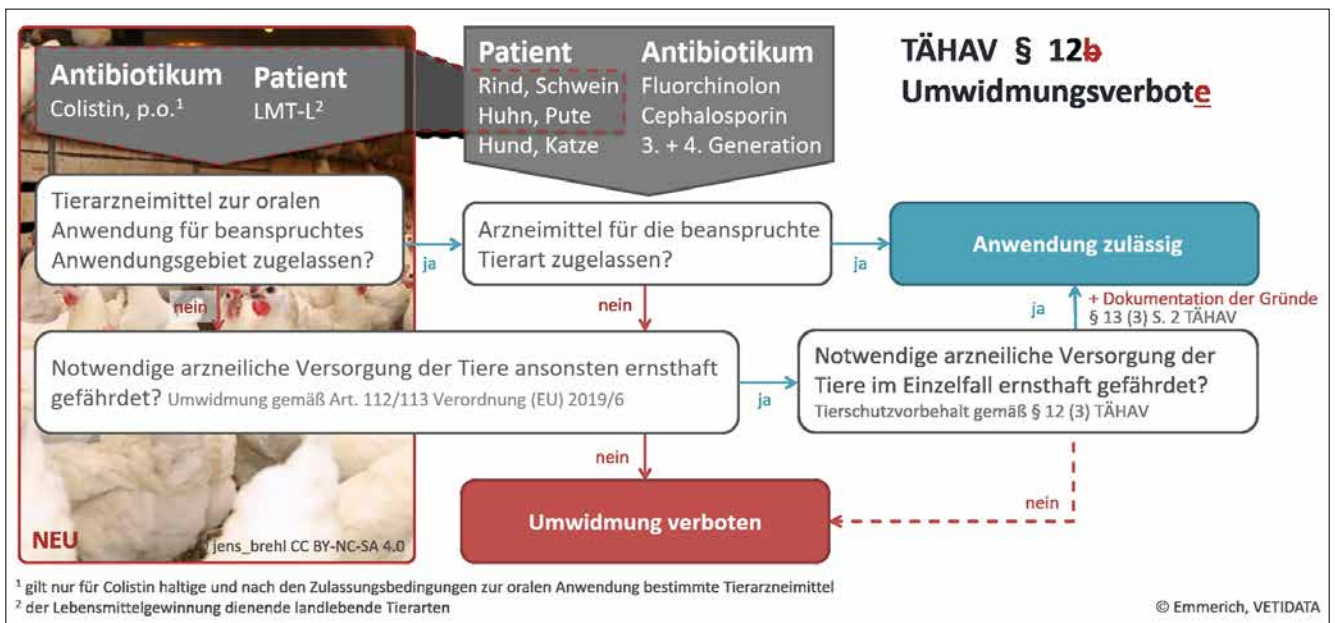 Antibiotikum Patient
Colistin, p.o.¹ LMT-L²
Patient Antibiotikum
Rind, Schwein Fluorchinolon
Huhn, Pute Cephalosporin
Hund, Katze 3. + 4. Generation
TÄHAV § 12b
Umwidmungsverbote
Tierarzneimittel zur oralen
Anwendung für beanspruchtes
Anwendungsgebiet zugelassen?
ja
Arzneimittel für die beanspruchte
Tierart zugelassen?
ja
Anwendung zulässig
nein
nein
ja
+ Dokumentation der Gründe
§ 13 (3) S. 2 TÄHAV
Notwendige arzneiliche Versorgung der Tiere ansonsten ernsthaft
gefährdet? Umwidmung gemäß Art. 112/113 Verordnung (EU) 2019/6
ja
Notwendige arzneiliche Versorgung der
Tiere im Einzelfall ernsthaft gefährdet?
Tierschutzvorbehalt gemäß § 12 (3) TÄHAV
nein
nein
Umwidmung verboten
NEU
jens_brehl CC BY-NC-SA 4.0
¹ gilt nur für Colistin haltige und nach den Zulassungsbedingungen zur oralen Anwendung bestimmte Tierarzneimittel
² der Lebensmittelgewinnung dienende landlebende Tierarten
© Emmerich, VETIDATA